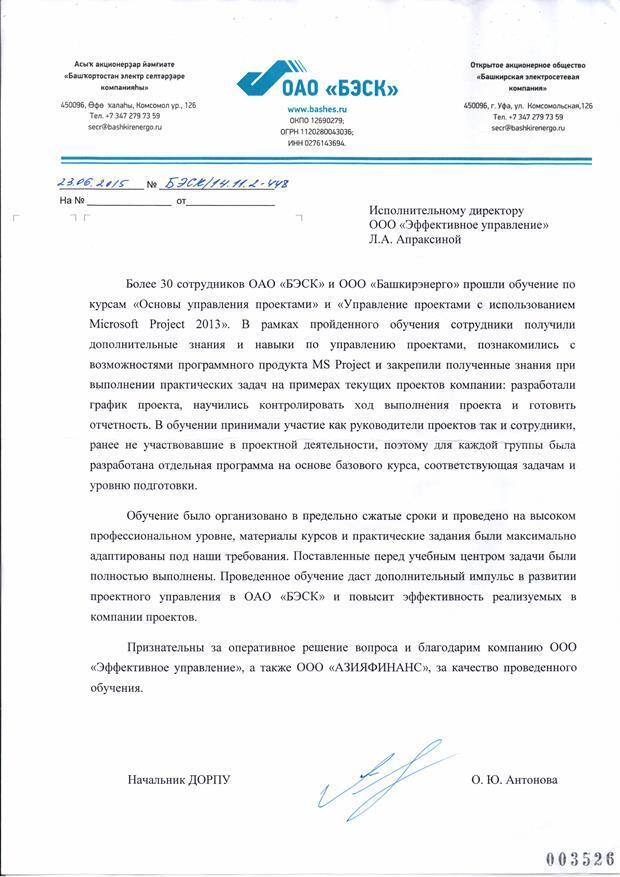 Асыҡ акционерҙар йәмғиәте
«Башҡортостан электр селтәрҙәре
компанияһы»
450096, Өфө ҡалаһы, Комсомол ур., 126
Тел. +7 347 279 73 59
secr@bashkirenergo.ru
ОАО «БЭСК»
www.bashes.ru
ОКПО 12690279;
ОГРН 1120280043036;
ИНН 0276143694.
Открытое акционерное общество
«Башкирская электросетевая
компания»
450096, г. Уфа, ул. Комсомольская,126
Тел. +7 347 279 73 59
secr@bashkirenergo.ru
23.06.2015 № БЭСК/14.11.2-448
На № от
Исполнительному директору
ООО «Эффективное управление»
Л.А. Апраксиной
Более 30 сотрудников ОАО «БЭСК» и ООО «Башкирэнерго» прошли обучение по
курсам «Основы управления проектами» и «Управление проектами с использованием
Microsoft Project 2013». В рамках пройденного обучения сотрудники получили
дополнительные знания и навыки по управлению проектами, познакомились с
возможностями программного продукта MS Project и закрепили полученные знания при
выполнении практических задач на примерах текущих проектов компании: разработали
график проекта, научились контролировать ход выполнения проекта и готовить
отчетность. В обучении принимали участие как руководители проектов так и сотрудники,
ранее не участвовавшие в проектной деятельности, поэтому для каждой группы была
разработана отдельная программа на основе базового курса, соответствующая задачам и
уровню подготовки.
Обучение было организовано в предельно сжатые сроки и проведено на высоком
профессиональном уровне, материалы курсов и практические задания были максимально
адаптированы под наши требования. Поставленные перед учебным центром задачи были
полностью выполнены. Проведенное обучение даст дополнительный импульс в развитии
проектного управления в ОАО «БЭСК» и повысит эффективность реализуемых в
компании проектов.
Признательны за оперативное решение вопроса и благодарим компанию ООО
«Эффективное управление», а также ООО «АЗИЯФИНАНС», за качество проведенного
обучения.
Начальник ДОРПУ О. Ю. Антонова
003526